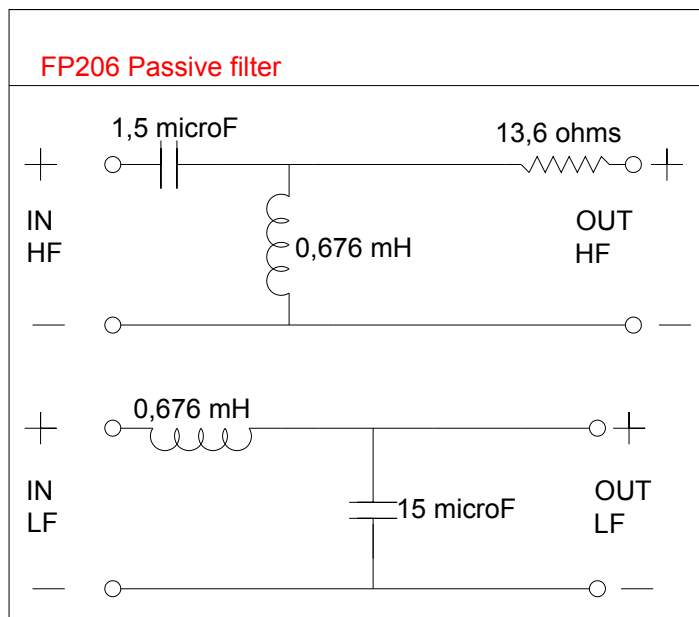 FP206 Passive filter
1,5 microF
13,6 ohms
+
+
IN
HF
0,676 mH
OUT
HF
—
—
0,676 mH
+
+
IN
LF
15 microF
OUT
LF
—
—